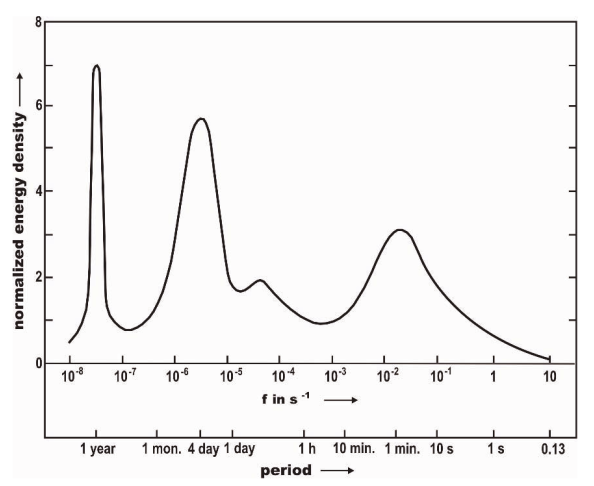 8
6
4
2
0
normalized energy density
10⁻⁸ 10⁻⁷ 10⁻⁶ 10⁻⁵ 10⁻⁴ 10⁻³ 10⁻² 10⁻¹ 1 10
f in s⁻¹
1 year 1 mon. 4 day 1 day 1 h 10 min. 1 min. 10 s 1 s 0.13
period